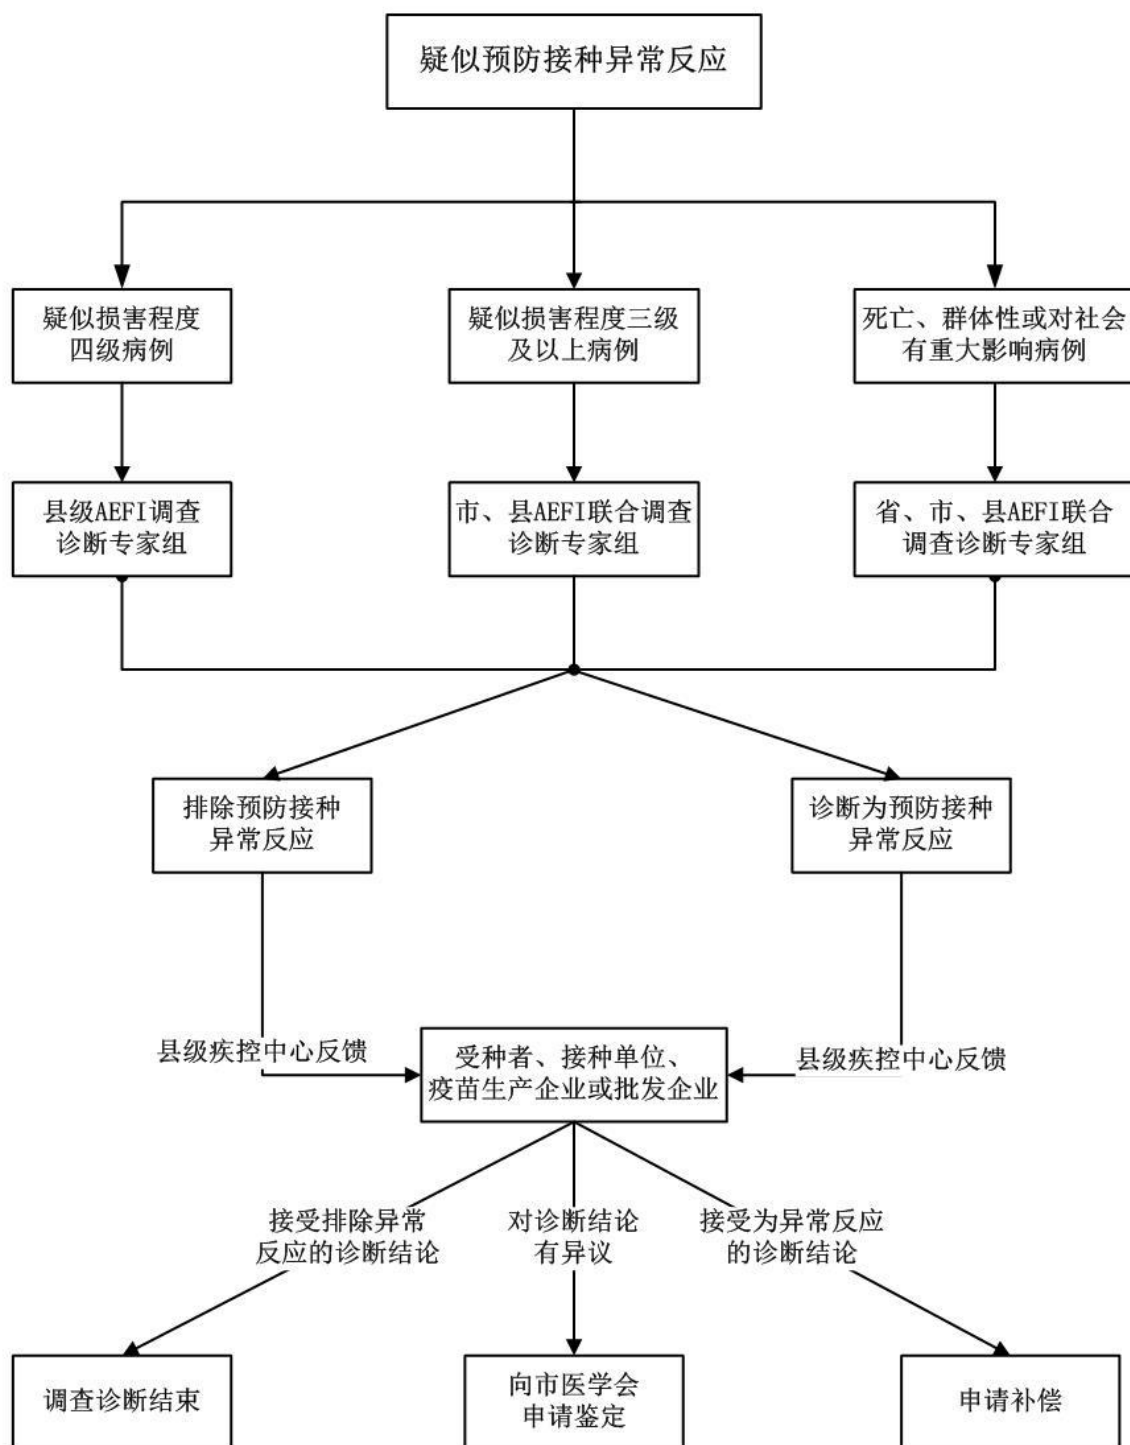 疑似预防接种异常反应
疑似损害程度
四级病例
疑似损害程度三级
及以上病例
死亡、群体性或对社会
有重大影响病例
县级AEFI调查
诊断专家组
市、县AEFI联合调查
诊断专家组
省、市、县AEFI联合
调查诊断专家组
排除预防接种
异常反应
诊断为预防接种
异常反应
县级疾控中心反馈
受种者、接种单位、
疫苗生产企业或批发企业
县级疾控中心反馈
接受排除异常
反应的诊断结论
对诊断结论
有异议
接受为异常反应
的诊断结论
调查诊断结束
向市医学会
申请鉴定
申请补偿